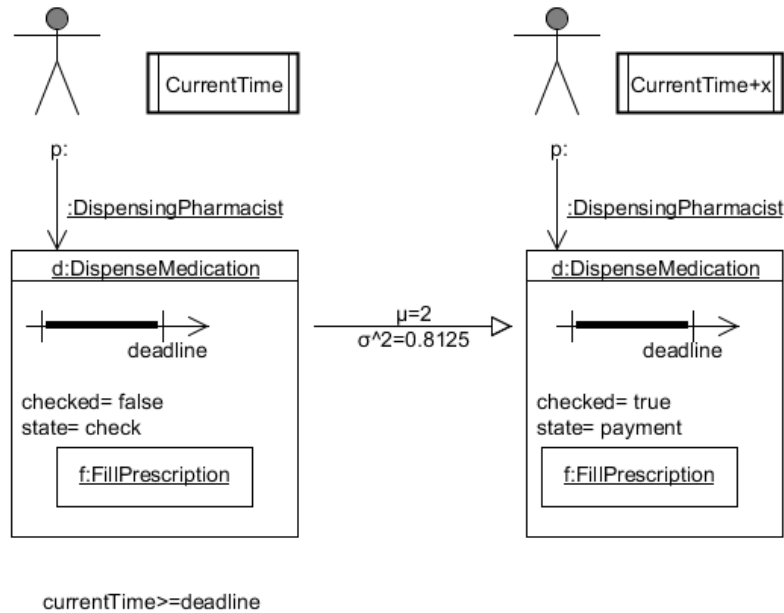 CurrentTime
CurrentTime+x
p:
p:
:DispensingPharmacist
:DispensingPharmacist
d:DispenseMedication
d:DispenseMedication
μ=2
σ^2=0.8125
deadline
deadline
checked= false
state= check
checked= true
state= payment
f:FillPrescription
f:FillPrescription
currentTime>=deadline